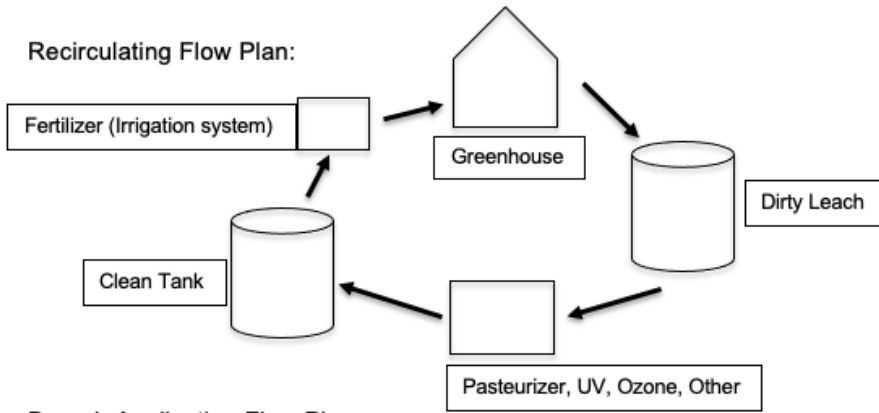 Recirculating Flow Plan:
Fertilizer (Irrigation system)
Greenhouse
Dirty Leach
Clean Tank
Pasteurizer, UV, Ozone, Other